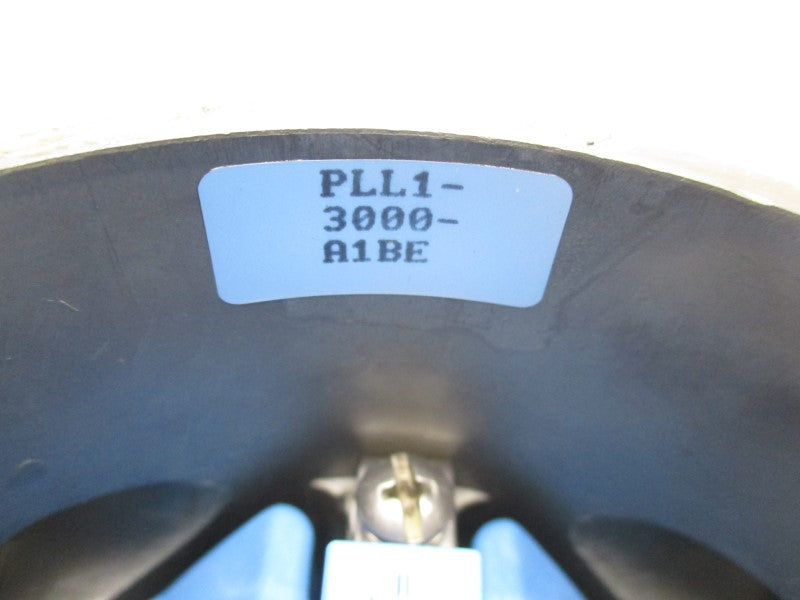 PLL1-
3000-
A1BE